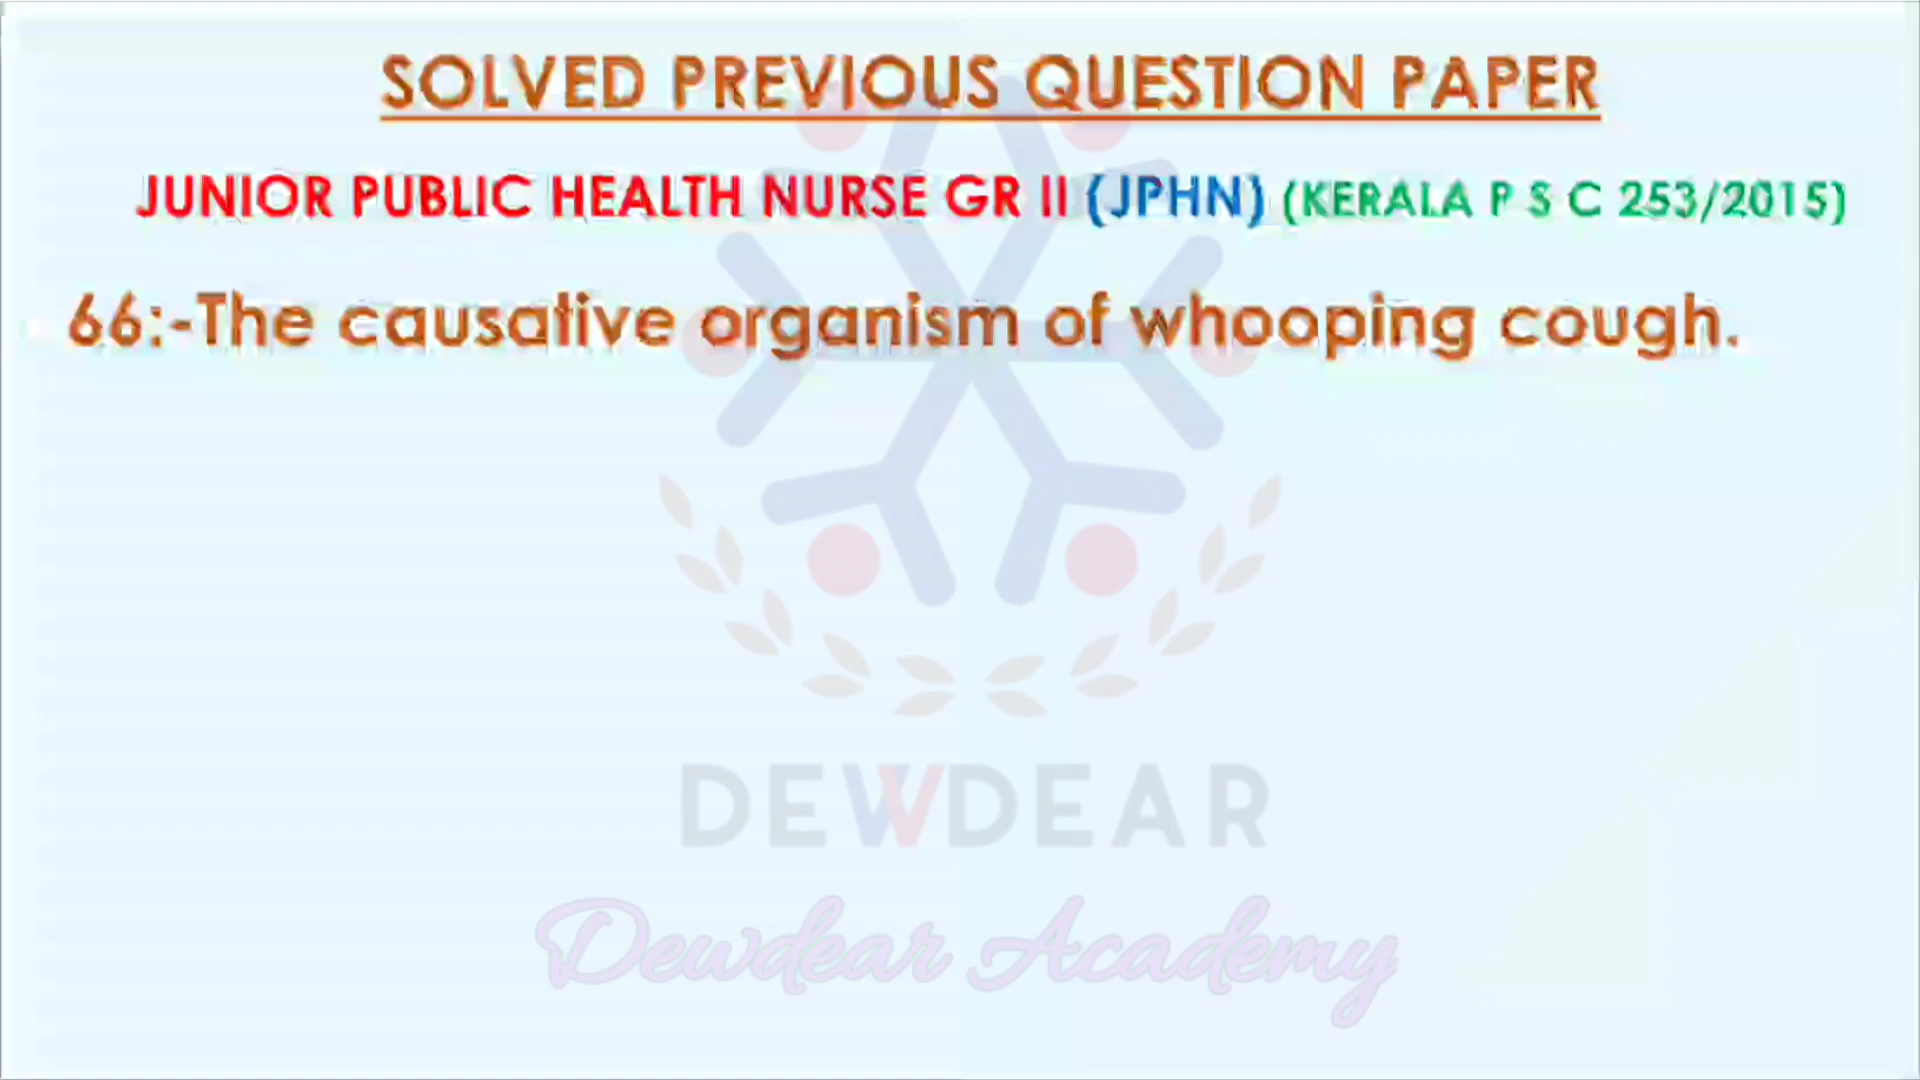 SOLVED PREVIOUS QUESTION PAPER
JUNIOR PUBLIC HEALTH NURSE GR II (JPHN) (KERALA P S C 253/2015)
66:-The causative organism of whooping cough.
DEWDEAR
Dewdear Academy